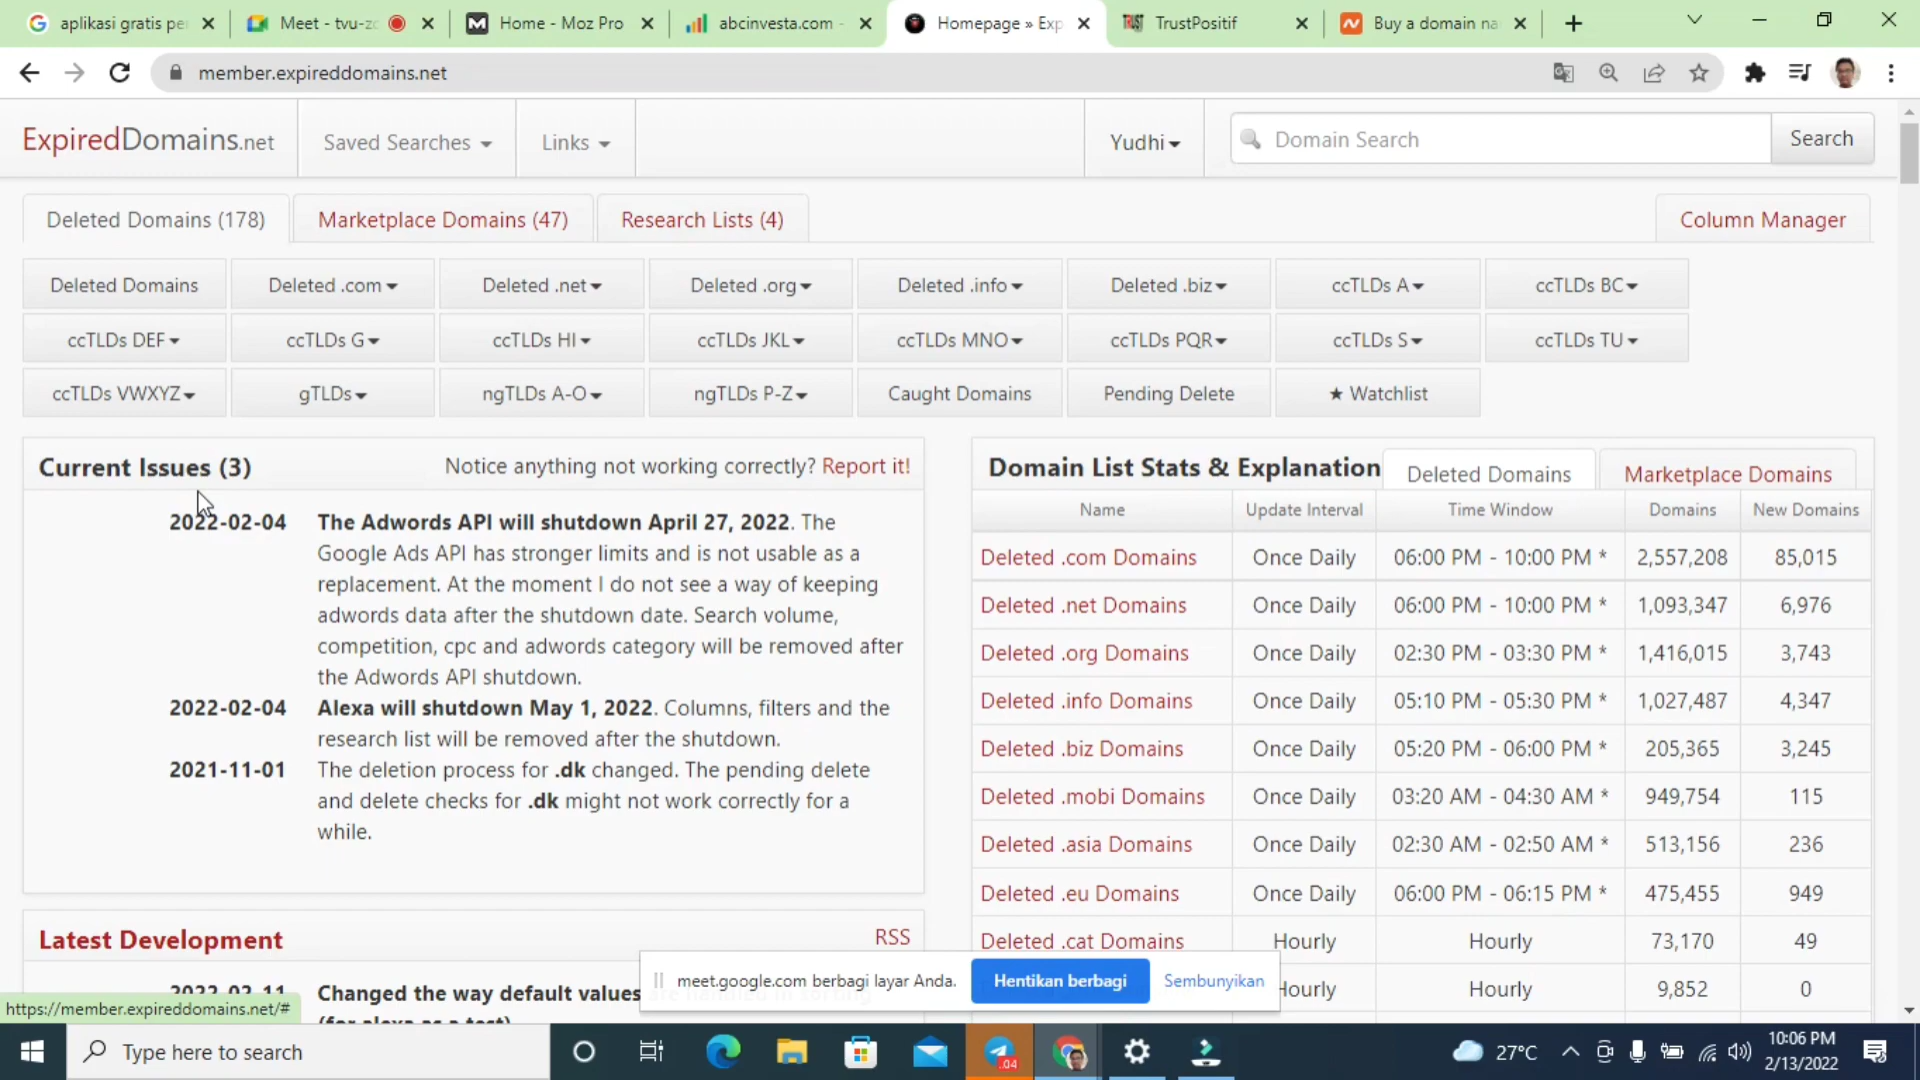 aplikasi gratis pe
Meet - tvu-zc
Home - Moz Pro
abcinvesta.com -
Homepage » Exp
TrustPositif
Buy a domain na
member.expireddomains.net
ExpiredDomains.net
Saved Searches
Links
Yudhi
Domain Search
Search
Deleted Domains (178)
Marketplace Domains (47)
Research Lists (4)
Column Manager
Deleted Domains
Deleted .com
Deleted .net
Deleted .org
Deleted .info
Deleted .biz
ccTLDs A
ccTLDs BC
ccTLDs DEF
ccTLDs G
ccTLDs HI
ccTLDs JKL
ccTLDs MNO
ccTLDs PQR
ccTLDs S
ccTLDs TU
ccTLDs VWXYZ
gTLDs
ngTLDs A-O
ngTLDs P-Z
Caught Domains
Pending Delete
★ Watchlist
Current Issues (3)
Notice anything not working correctly? Report it!
2022-02-04 The Adwords API will shutdown April 27, 2022. The
Google Ads API has stronger limits and is not usable as a
replacement. At the moment I do not see a way of keeping
adwords data after the shutdown date. Search volume,
competition, cpc and adwords category will be removed after
the Adwords API shutdown.
2022-02-04 Alexa will shutdown May 1, 2022. Columns, filters and the
research list will be removed after the shutdown.
2021-11-01 The deletion process for .dk changed. The pending delete
and delete checks for .dk might not work correctly for a
while.
Latest Development
RSS
2022-02-11 Changed the way default values are handled in sorting
(for alexa as a test)
Domain List Stats & Explanation
Deleted Domains
Marketplace Domains
Name Update Interval Time Window Domains New Domains
Deleted .com Domains Once Daily 06:00 PM - 10:00 PM * 2,557,208 85,015
Deleted .net Domains Once Daily 06:00 PM - 10:00 PM * 1,093,347 6,976
Deleted .org Domains Once Daily 02:30 PM - 03:30 PM * 1,416,015 3,743
Deleted .info Domains Once Daily 05:10 PM - 05:30 PM * 1,027,487 4,347
Deleted .biz Domains Once Daily 05:20 PM - 06:00 PM * 205,365 3,245
Deleted .mobi Domains Once Daily 03:20 AM - 04:30 AM * 949,754 115
Deleted .asia Domains Once Daily 02:30 AM - 02:50 AM * 513,156 236
Deleted .eu Domains Once Daily 06:00 PM - 06:15 PM * 475,455 949
Deleted .cat Domains Hourly Hourly 73,170 49
Hourly Hourly 9,852 0
meet.google.com berbagi layar Anda.
Hentikan berbagi
Sembunyikan
https://member.expireddomains.net/#
Type here to search
04
27°C
10:06 PM
2/13/2022